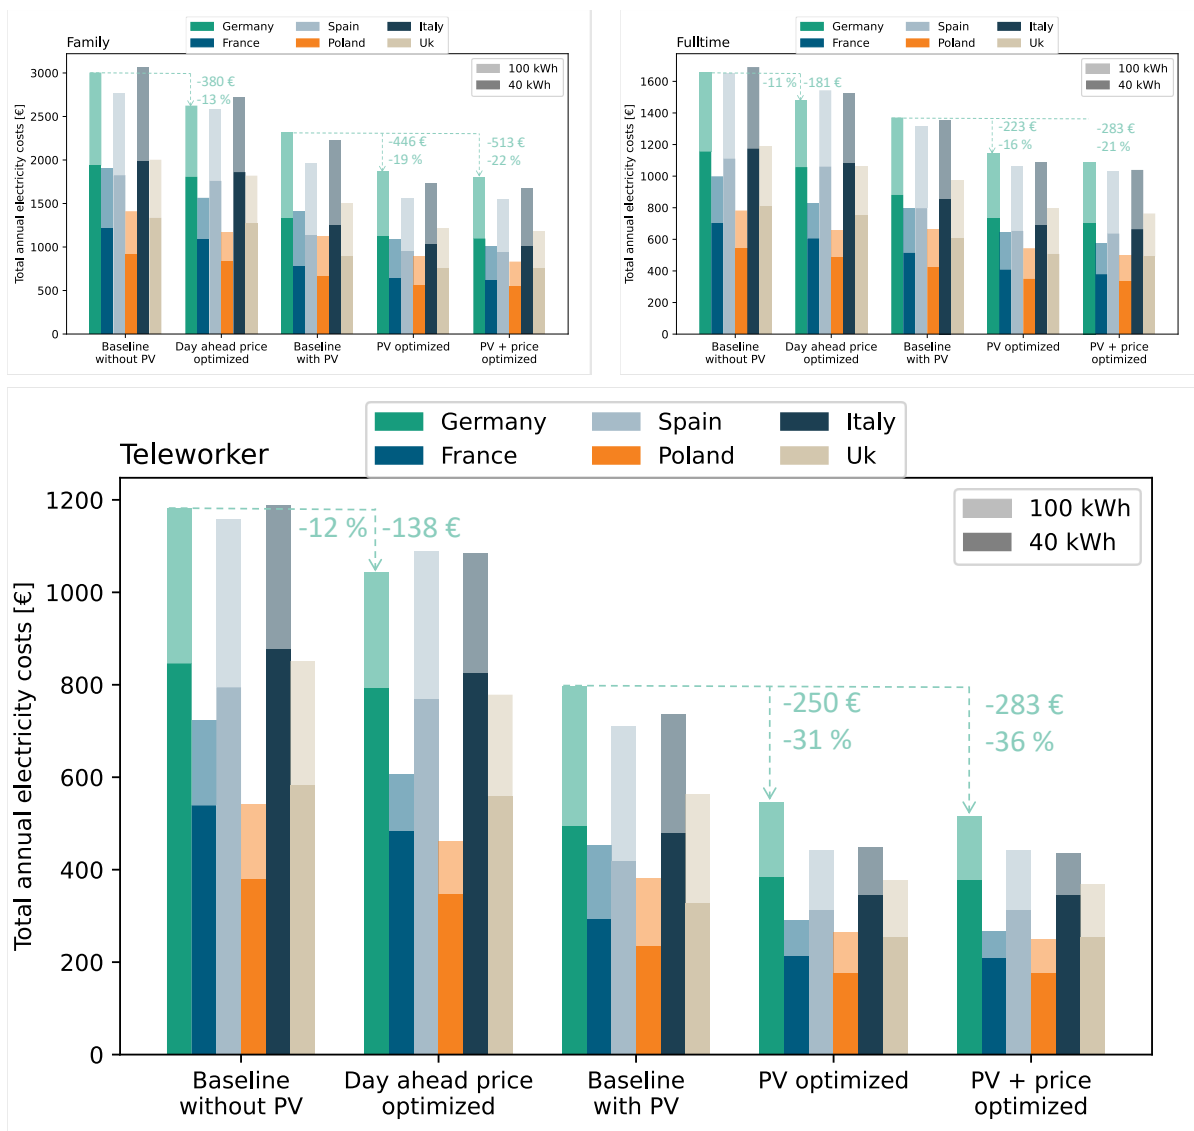 Family
Germany Spain Italy
France Poland Uk
100 kWh
40 kWh
Total annual electricity costs [€]
3000
2500
2000
1500
1000
500
0
-380 €
-13 %
-446 €
-19 %
-513 €
-22 %
Baseline
without PV
Day ahead price
optimized
Baseline
with PV
PV optimized
PV + price
optimized
Fulltime
Germany Spain Italy
France Poland Uk
100 kWh
40 kWh
Total annual electricity costs [€]
1600
1400
1200
1000
800
600
400
200
0
-11 % -181 €
-223 €
-16 %
-283 €
-21 %
Baseline
without PV
Day ahead price
optimized
Baseline
with PV
PV optimized
PV + price
optimized
Teleworker
Germany Spain Italy
France Poland Uk
100 kWh
40 kWh
Total annual electricity costs [€]
1200
1000
800
600
400
200
0
-12 % -138 €
-250 €
-31 %
-283 €
-36 %
Baseline
without PV
Day ahead price
optimized
Baseline
with PV
PV optimized
PV + price
optimized